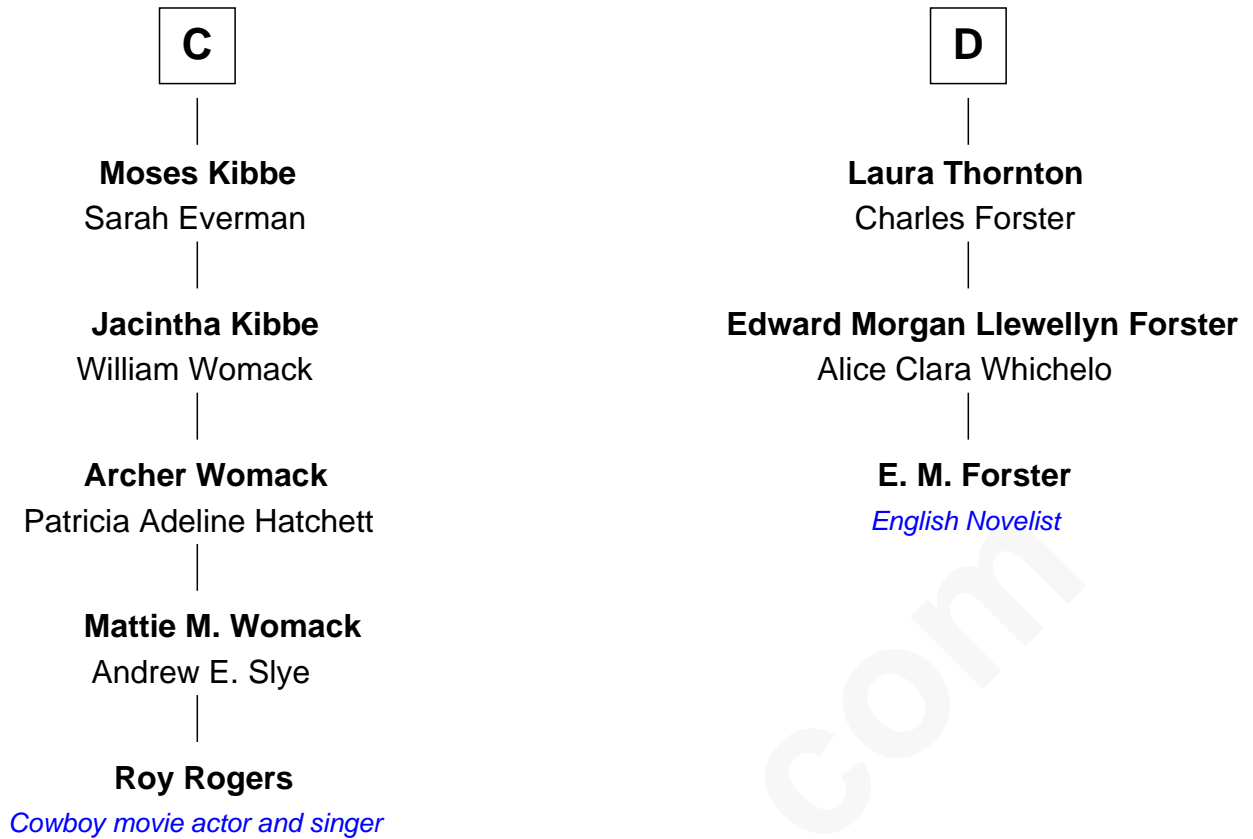 C
Moses Kibbe
Sarah Everman
Jacintha Kibbe
William Womack
Archer Womack
Patricia Adeline Hatchett
Mattie M. Womack
Andrew E. Slye
Roy Rogers
Cowboy movie actor and singer
D
Laura Thornton
Charles Forster
Edward Morgan Llewellyn Forster
Alice Clara Whichelo
E. M. Forster
English Novelist
com